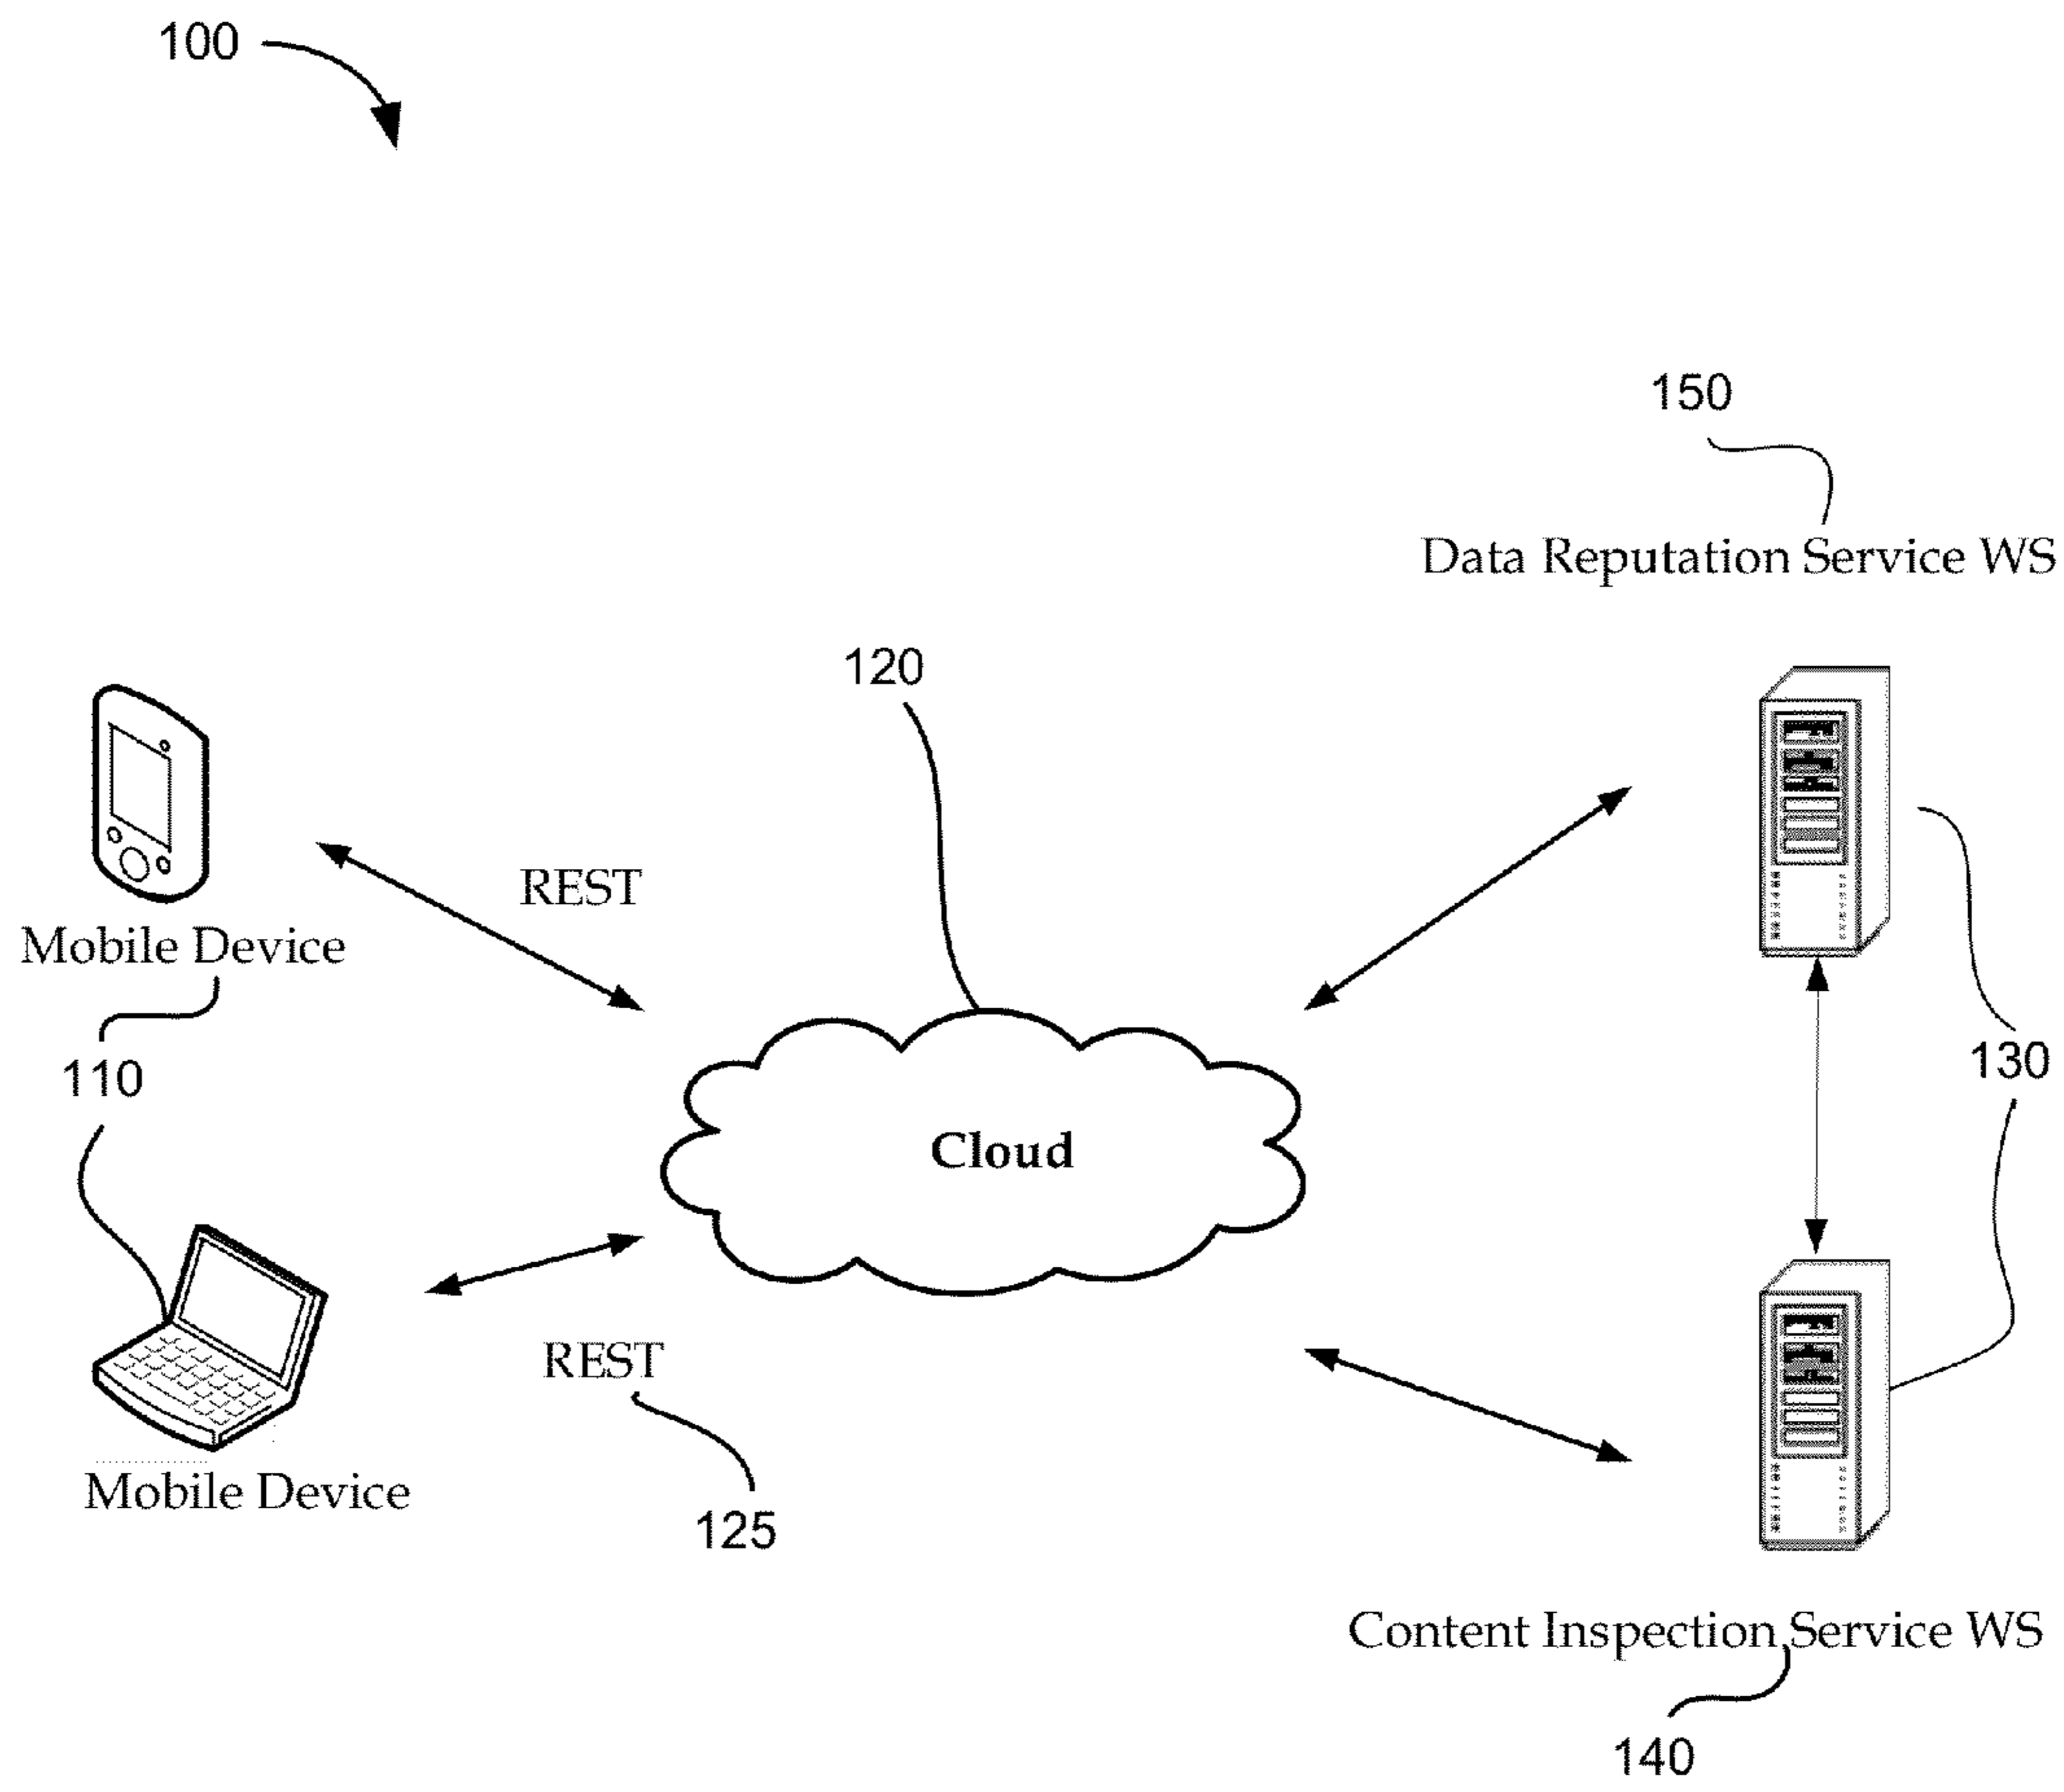 100
150
Data Reputation Service WS
120
REST
Mobile Device
110
130
Cloud
REST
Mobile Device
125
Content Inspection Service WS
140